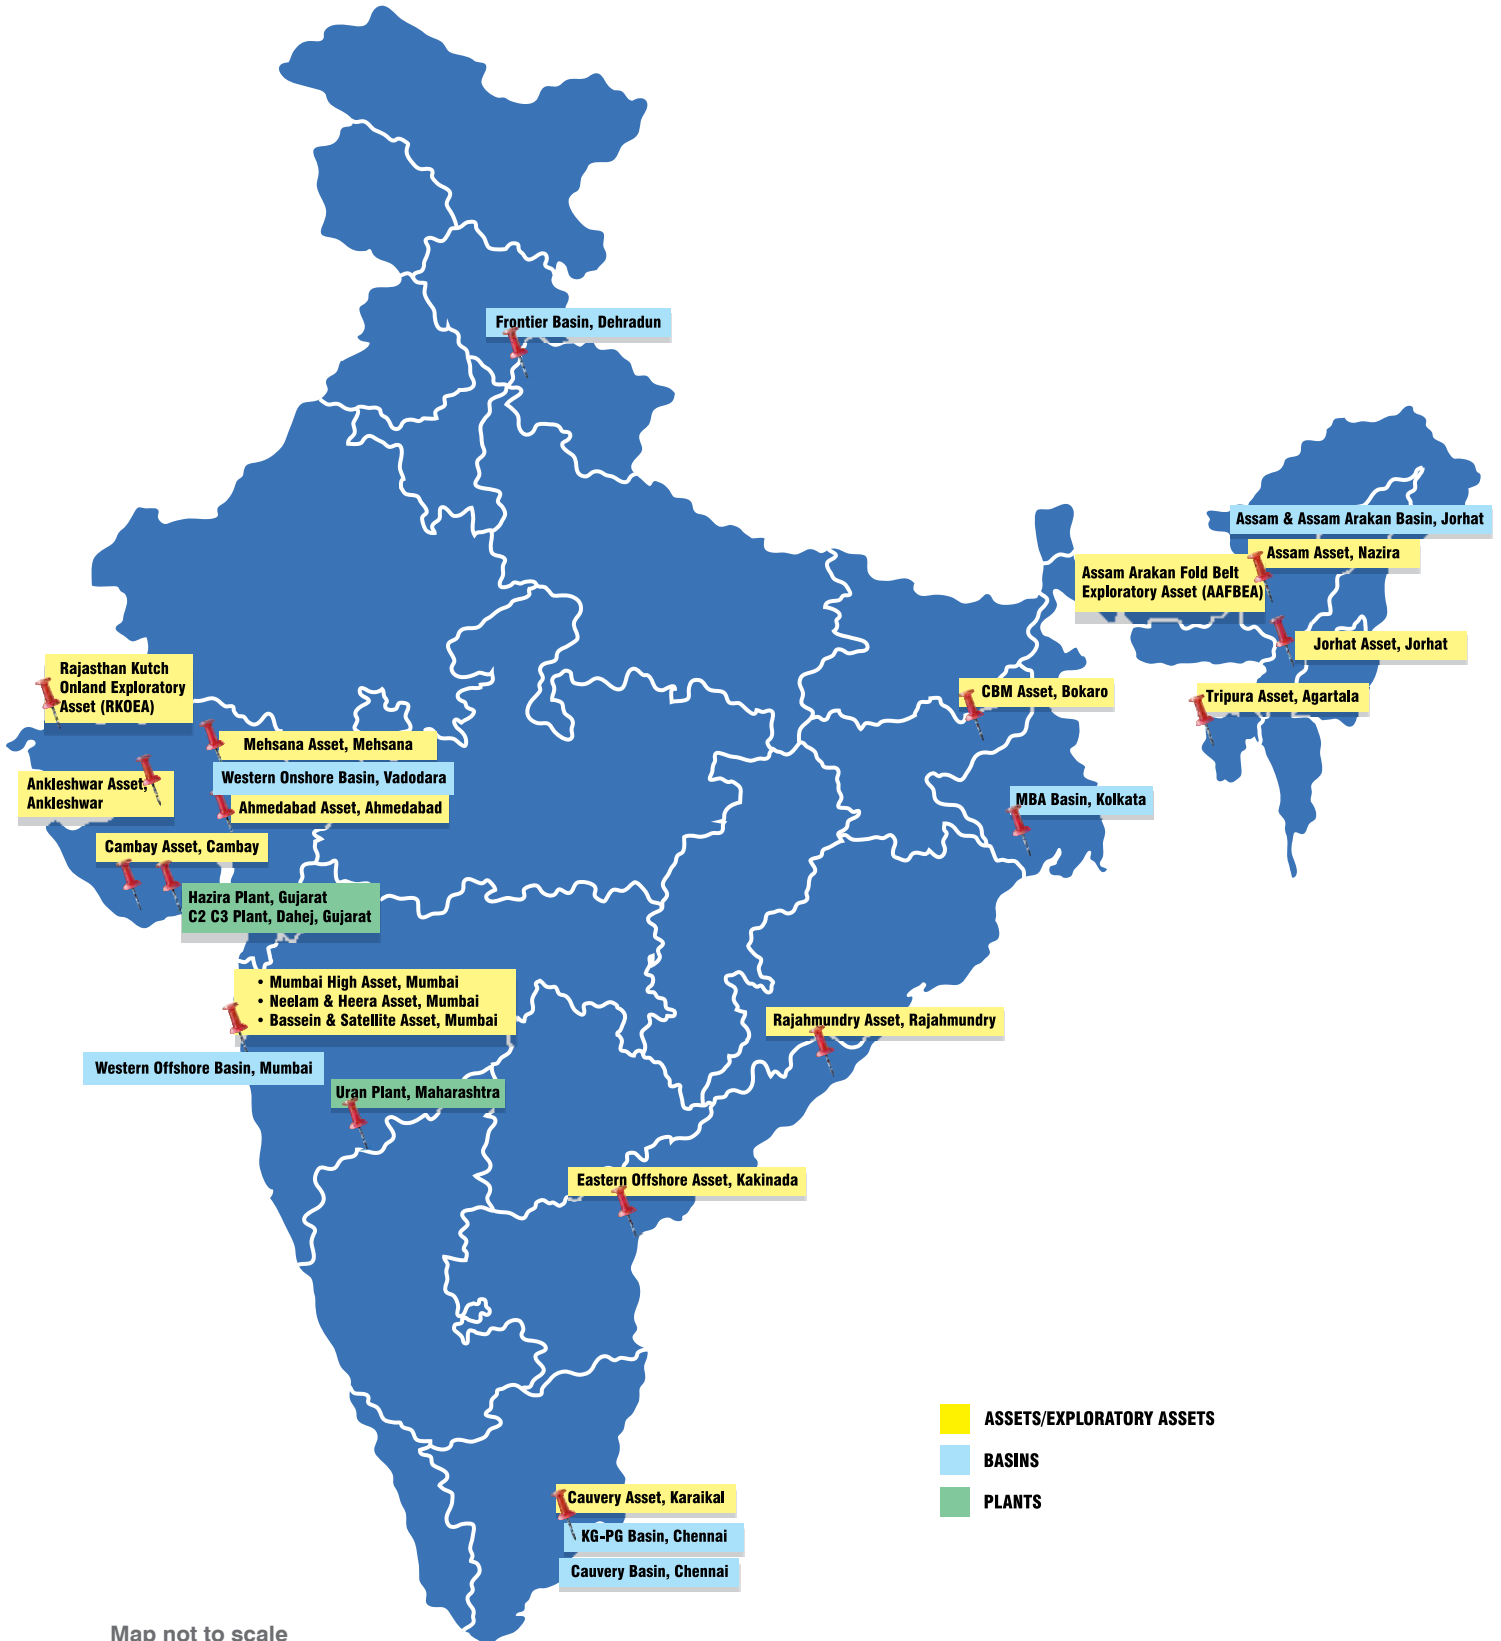 Frontier Basin, Dehradun
Assam & Assam Arakan Basin, Jorhat
Assam Asset, Nazira
Assam Arakan Fold Belt
Exploratory Asset (AAFBEA)
Jorhat Asset, Jorhat
Rajasthan Kutch
Onland Exploratory
Asset (RKOEA)
CBM Asset, Bokaro
Tripura Asset, Agartala
Mehsana Asset, Mehsana
Western Onshore Basin, Vadodara
Ankleshwar Asset,
Ankleshwar
Ahmedabad Asset, Ahmedabad
MBA Basin, Kolkata
Cambay Asset, Cambay
Hazira Plant, Gujarat
C2 C3 Plant, Dahej, Gujarat
• Mumbai High Asset, Mumbai
• Neelam & Heera Asset, Mumbai
• Bassein & Satellite Asset, Mumbai
Rajahmundry Asset, Rajahmundry
Western Offshore Basin, Mumbai
Uran Plant, Maharashtra
Eastern Offshore Asset, Kakinada
ASSETS/EXPLORATORY ASSETS
BASINS
PLANTS
Cauvery Asset, Karaikal
KG-PG Basin, Chennai
Cauvery Basin, Chennai
Map not to scale